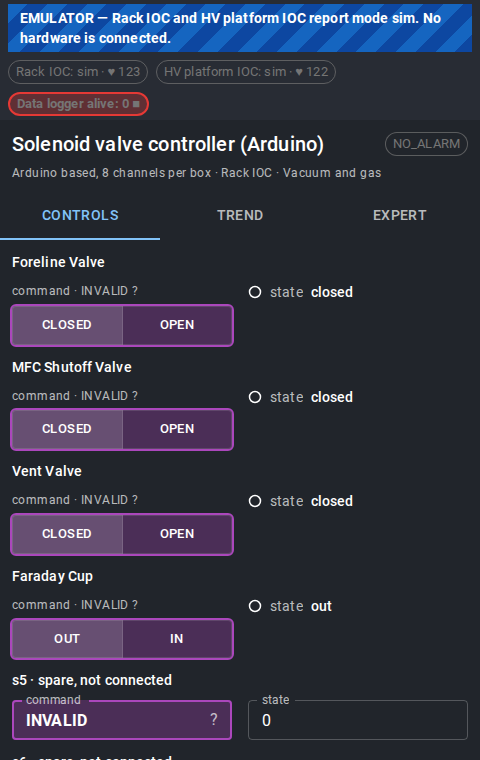 EMULATOR — Rack IOC and HV platform IOC report mode sim. No
hardware is connected.
Rack IOC: sim · ♥ 123
HV platform IOC: sim · ♥ 122
Data logger alive: 0 ■
Solenoid valve controller (Arduino)
NO_ALARM
Arduino based, 8 channels per box · Rack IOC · Vacuum and gas
CONTROLS
TREND
EXPERT
Foreline Valve
command · INVALID ?
state closed
CLOSED
OPEN
MFC Shutoff Valve
command · INVALID ?
state closed
CLOSED
OPEN
Vent Valve
command · INVALID ?
state closed
CLOSED
OPEN
Faraday Cup
command · INVALID ?
state out
OUT
IN
s5 · spare, not connected
command
state
INVALID ?
0